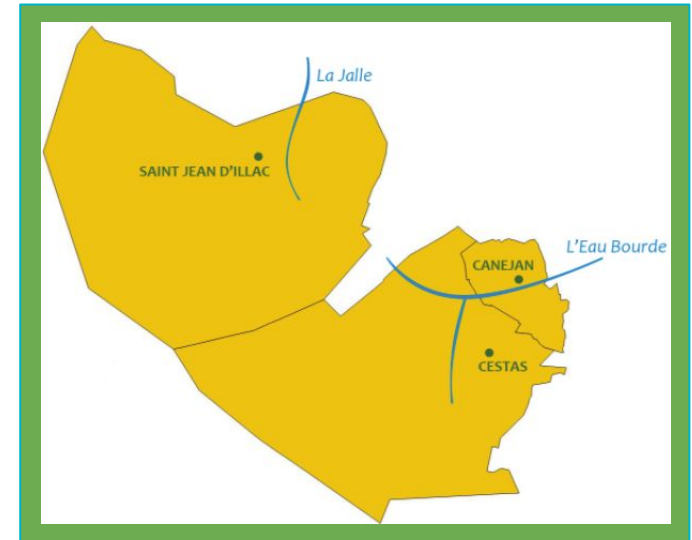 La Jalle
SAINT JEAN D'ILLAC
L'Eau Bourde
CANEJAN
CESTAS